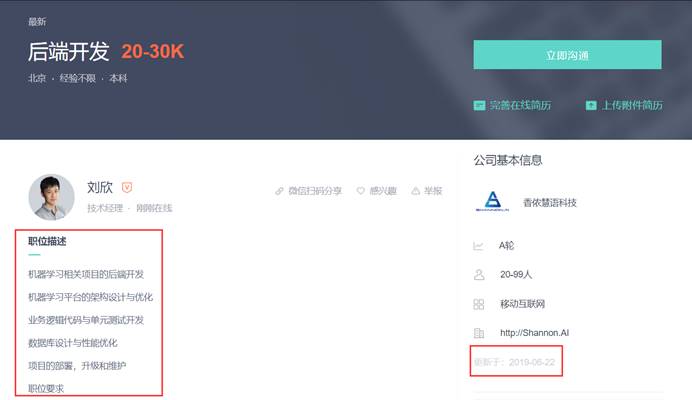 最新
后端开发 20-30K
北京 · 经验不限 · 本科
立即沟通
完善在线简历 上传附件简历
刘欣
技术经理 · 刚刚在线
微信扫码分享 感兴趣 举报
职位描述
机器学习相关项目的后端开发
机器学习平台的架构设计与优化
业务逻辑代码与单元测试开发
数据库设计与性能优化
项目的部署，升级和维护
职位要求
公司基本信息
香侬慧语科技
A轮
20-99人
移动互联网
http://Shannon.AI
更新于：2019-06-22